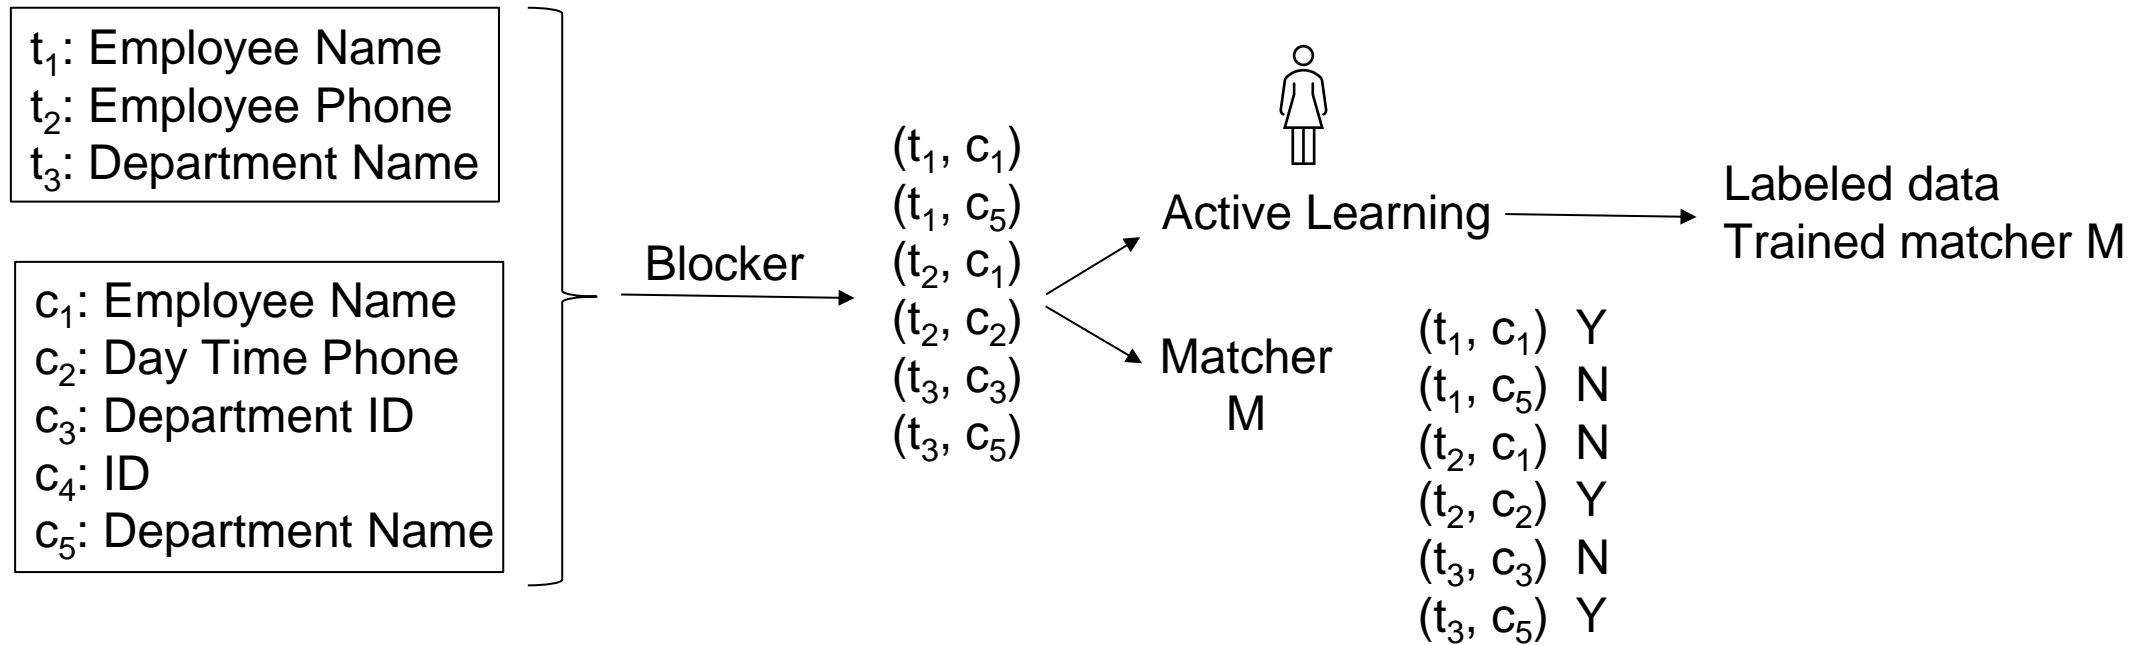 t₁: Employee Name
t₂: Employee Phone
t₃: Department Name
c₁: Employee Name
c₂: Day Time Phone
c₃: Department ID
c₄: ID
c₅: Department Name
Blocker
(t₁, c₁)
(t₁, c₅)
(t₂, c₁)
(t₂, c₂)
(t₃, c₃)
(t₃, c₅)
Active Learning
Labeled data
Trained matcher M
Matcher
M
(t₁, c₁) Y
(t₁, c₅) N
(t₂, c₁) N
(t₂, c₂) Y
(t₃, c₃) N
(t₃, c₅) Y